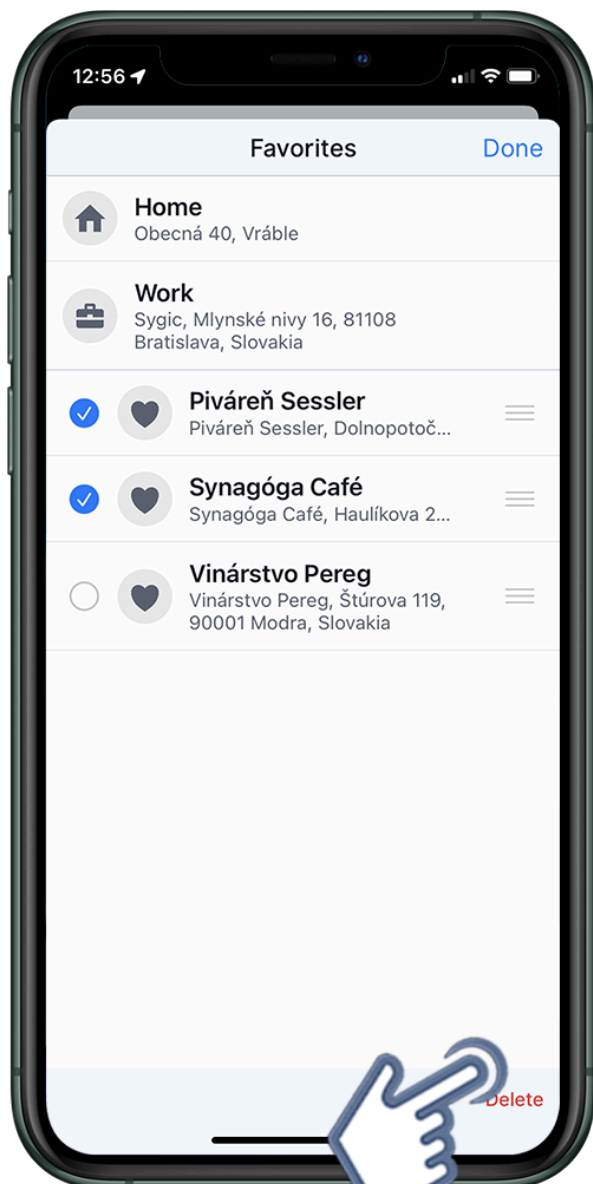 12:56
Favorites
Done
Home
Obecná 40, Vráble
Work
Sygic, Mlynské nivy 16, 81108
Bratislava, Slovakia
Piváreň Sessler
Piváreň Sessler, Dolnopotoč...
Synagóga Café
Synagóga Café, Haulíkova 2...
Vinárstvo Pereg
Vinárstvo Pereg, Štúrova 119,
90001 Modra, Slovakia
Delete